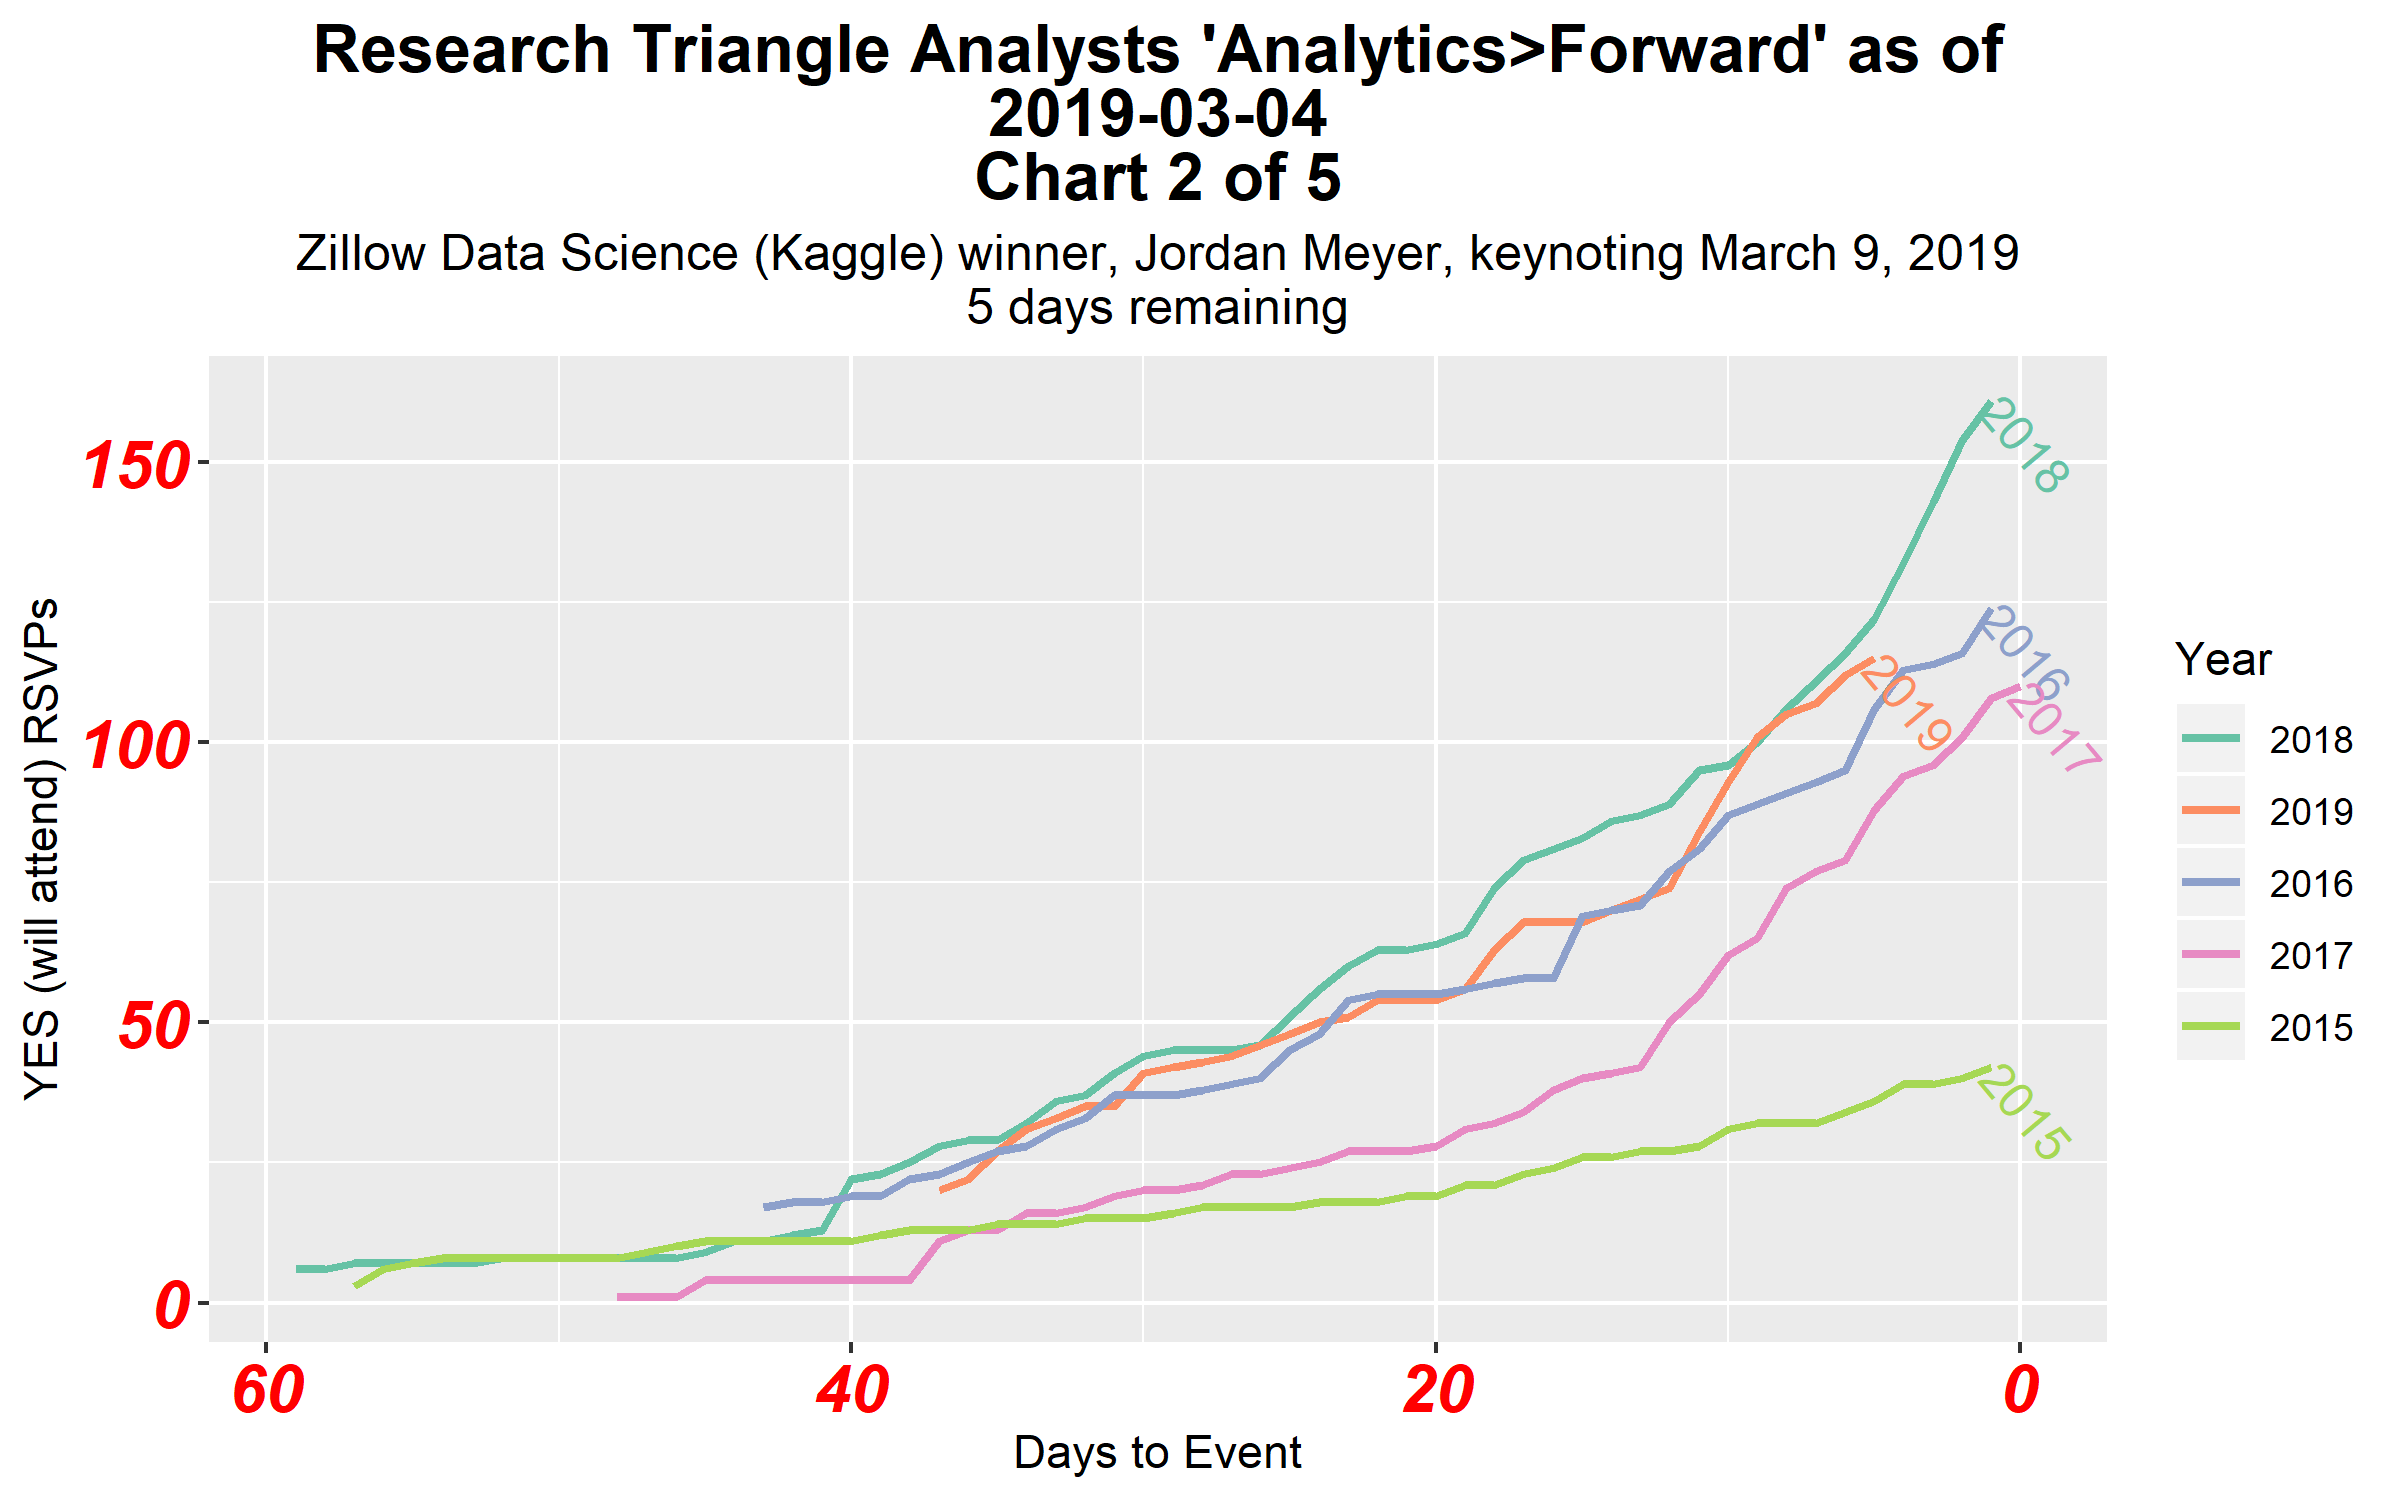 Research Triangle Analysts 'Analytics>Forward' as of
2019-03-04
Chart 2 of 5
Zillow Data Science (Kaggle) winner, Jordan Meyer, keynoting March 9, 2019
5 days remaining
YES (will attend) RSVPs
150
100
50
0
2018
2016
2019
2017
2015
60
40
20
0
Days to Event
Year
2018
2019
2016
2017
2015